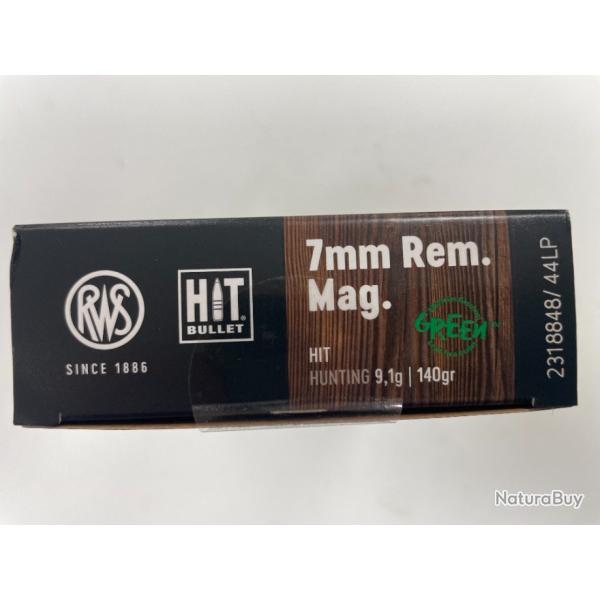 RWS
SINCE 1886
HIT®
BULLET
7mm Rem.
Mag.
GREEN
HIT
HUNTING 9,1g | 140gr
2318848/ 44LP
NaturaBuy